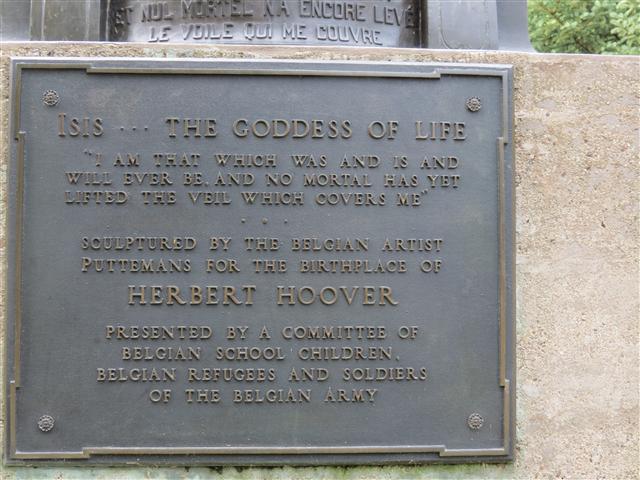 ET NUL MORTEL N'A ENCORE LEVÉ
LE VOILE QUI ME COUVRE
ISIS ... THE GODDESS OF LIFE
"I AM THAT WHICH WAS AND IS AND
WILL EVER BE, AND NO MORTAL HAS YET
LIFTED THE VEIL WHICH COVERS ME"
SCULPTURED BY THE BELGIAN ARTIST
PUTTEMANS FOR THE BIRTHPLACE OF
HERBERT HOOVER
PRESENTED BY A COMMITTEE OF
BELGIAN SCHOOL CHILDREN,
BELGIAN REFUGEES AND SOLDIERS
OF THE BELGIAN ARMY